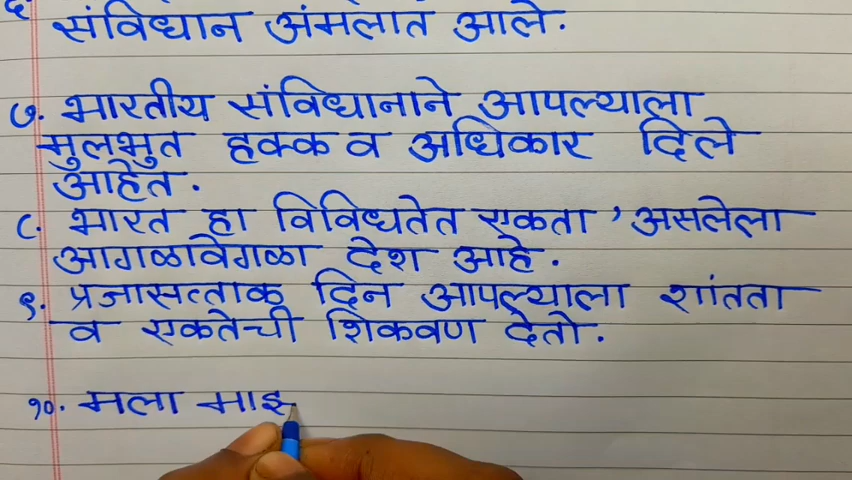 ६
संविधान अंमलात आले.
७. भारतीय संविधानाने आपल्याला
मुलभुत हक्क व अधिकार दिले
आहेत.
८. भारत हा विविधतेत एकता 'असलेला
आगळावेगळा देश आहे.
९. प्रजासत्ताक दिन आपल्याला शांतता
व एकतेची शिकवण देतो.
१०. मला माइ